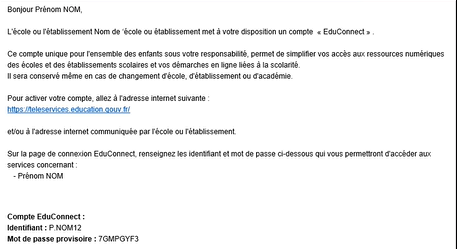 Bonjour Prénom NOM,
L'école ou l'établissement Nom de 'école ou établissement met à votre disposition un compte « EduConnect » .
Ce compte unique pour l'ensemble des enfants sous votre responsabilité, permet de simplifier vos accès aux ressources numériques
des écoles et des établissements scolaires et vos démarches en ligne liées à la scolarité.
Il sera conservé même en cas de changement d'école, d'établissement ou d'académie.
Pour activer votre compte, allez à l'adresse internet suivante :
https://teleservices.education.gouv.fr/
et/ou à l'adresse internet communiquée par l'école ou l'établissement.
Sur la page de connexion EduConnect, renseignez les identifiant et mot de passe ci-dessous qui vous permettront d'accéder aux
services concernant :
- Prénom NOM
Compte EduConnect :
Identifiant : P.NOM12
Mot de passe provisoire : 7GMPGYF3